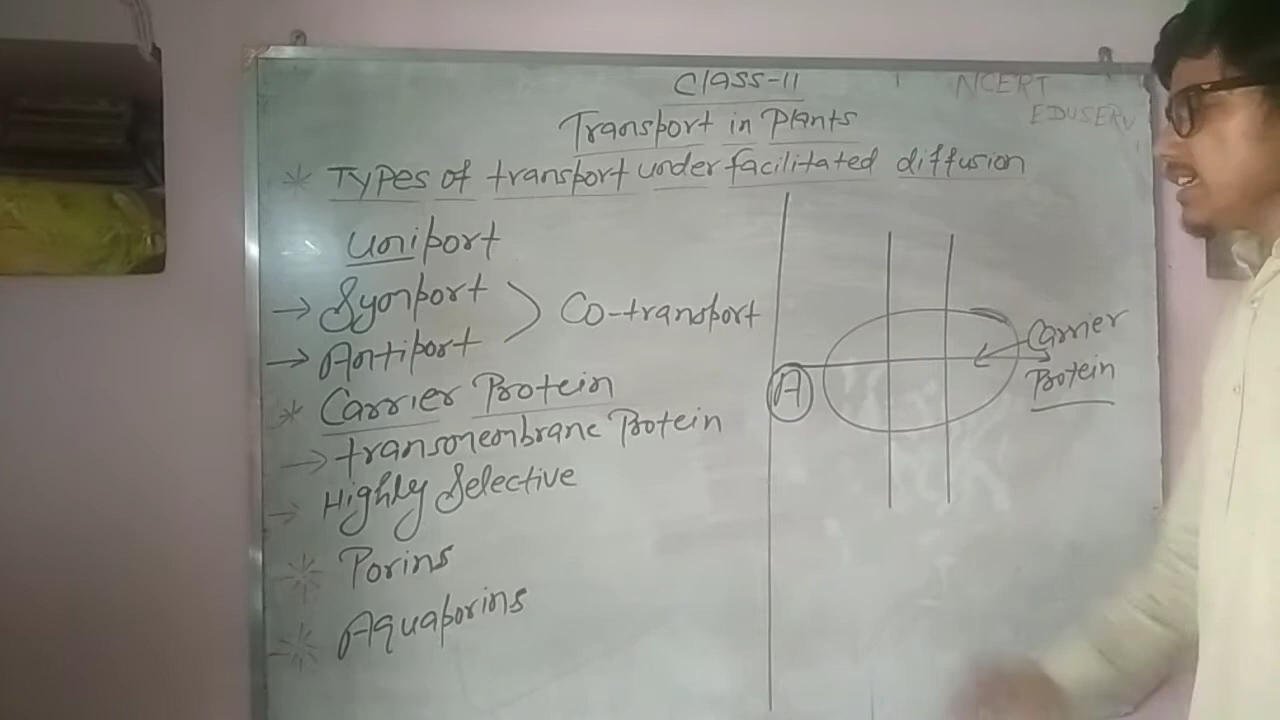 CLASS-11
NCERT
EDUSERV
Transport in Plants
* Types of transport under facilitated diffusion
Uniport
→ Symport
→ Antiport
Co-transport
* Carrier Protein
→ transmembrane Protein
→ Highly Selective
* Porins
* Aquaporins
A
Carrier
Protein